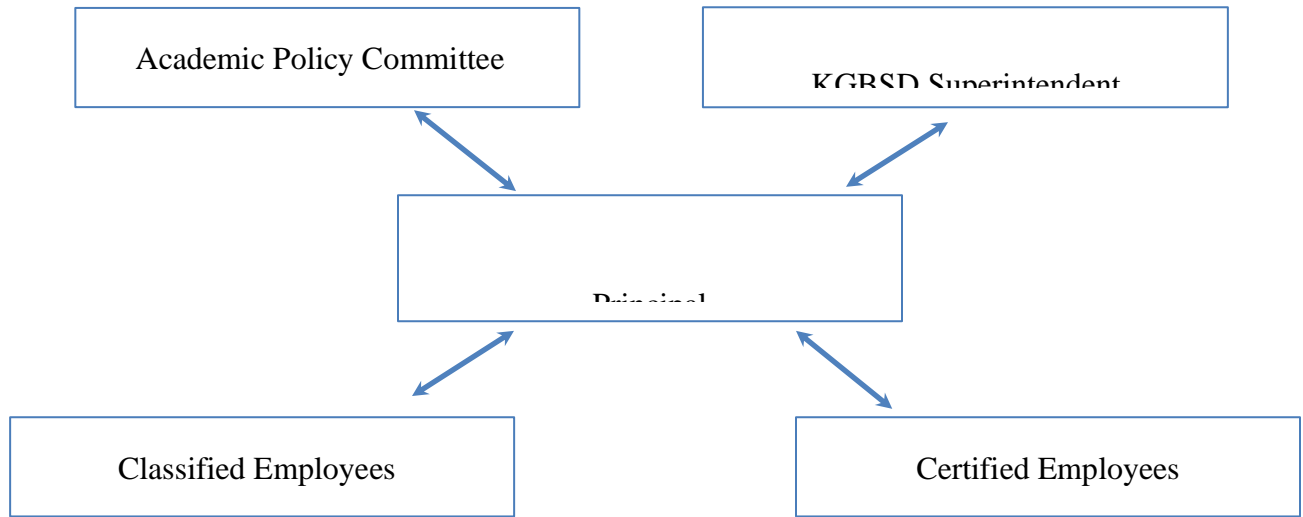 Academic Policy Committee
KGBSD Superintendent
Principal
Classified Employees
Certified Employees